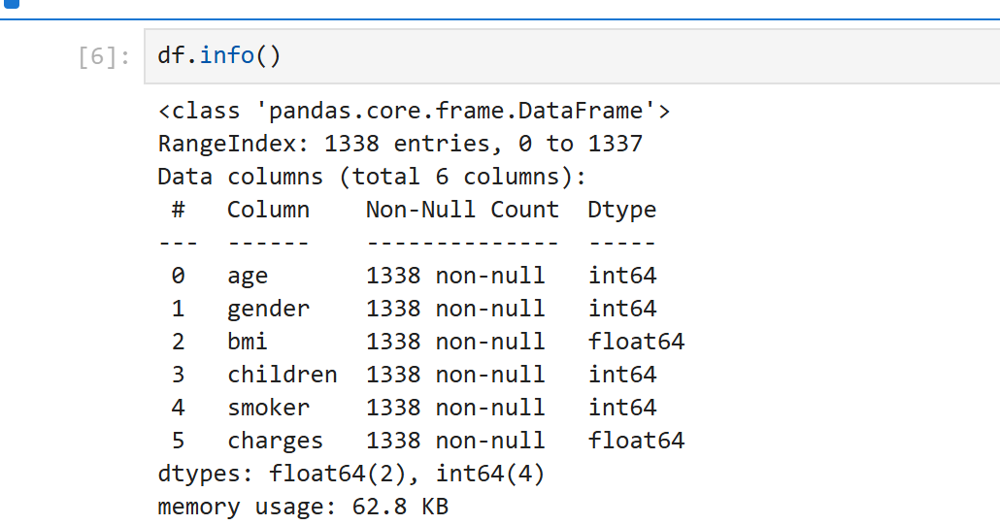 [6]: df.info()
<class 'pandas.core.frame.DataFrame'>
RangeIndex: 1338 entries, 0 to 1337
Data columns (total 6 columns):
 #   Column    Non-Null Count  Dtype
---  ------    --------------  -----
 0   age       1338 non-null   int64
 1   gender    1338 non-null   int64
 2   bmi       1338 non-null   float64
 3   children  1338 non-null   int64
 4   smoker    1338 non-null   int64
 5   charges   1338 non-null   float64
dtypes: float64(2), int64(4)
memory usage: 62.8 KB